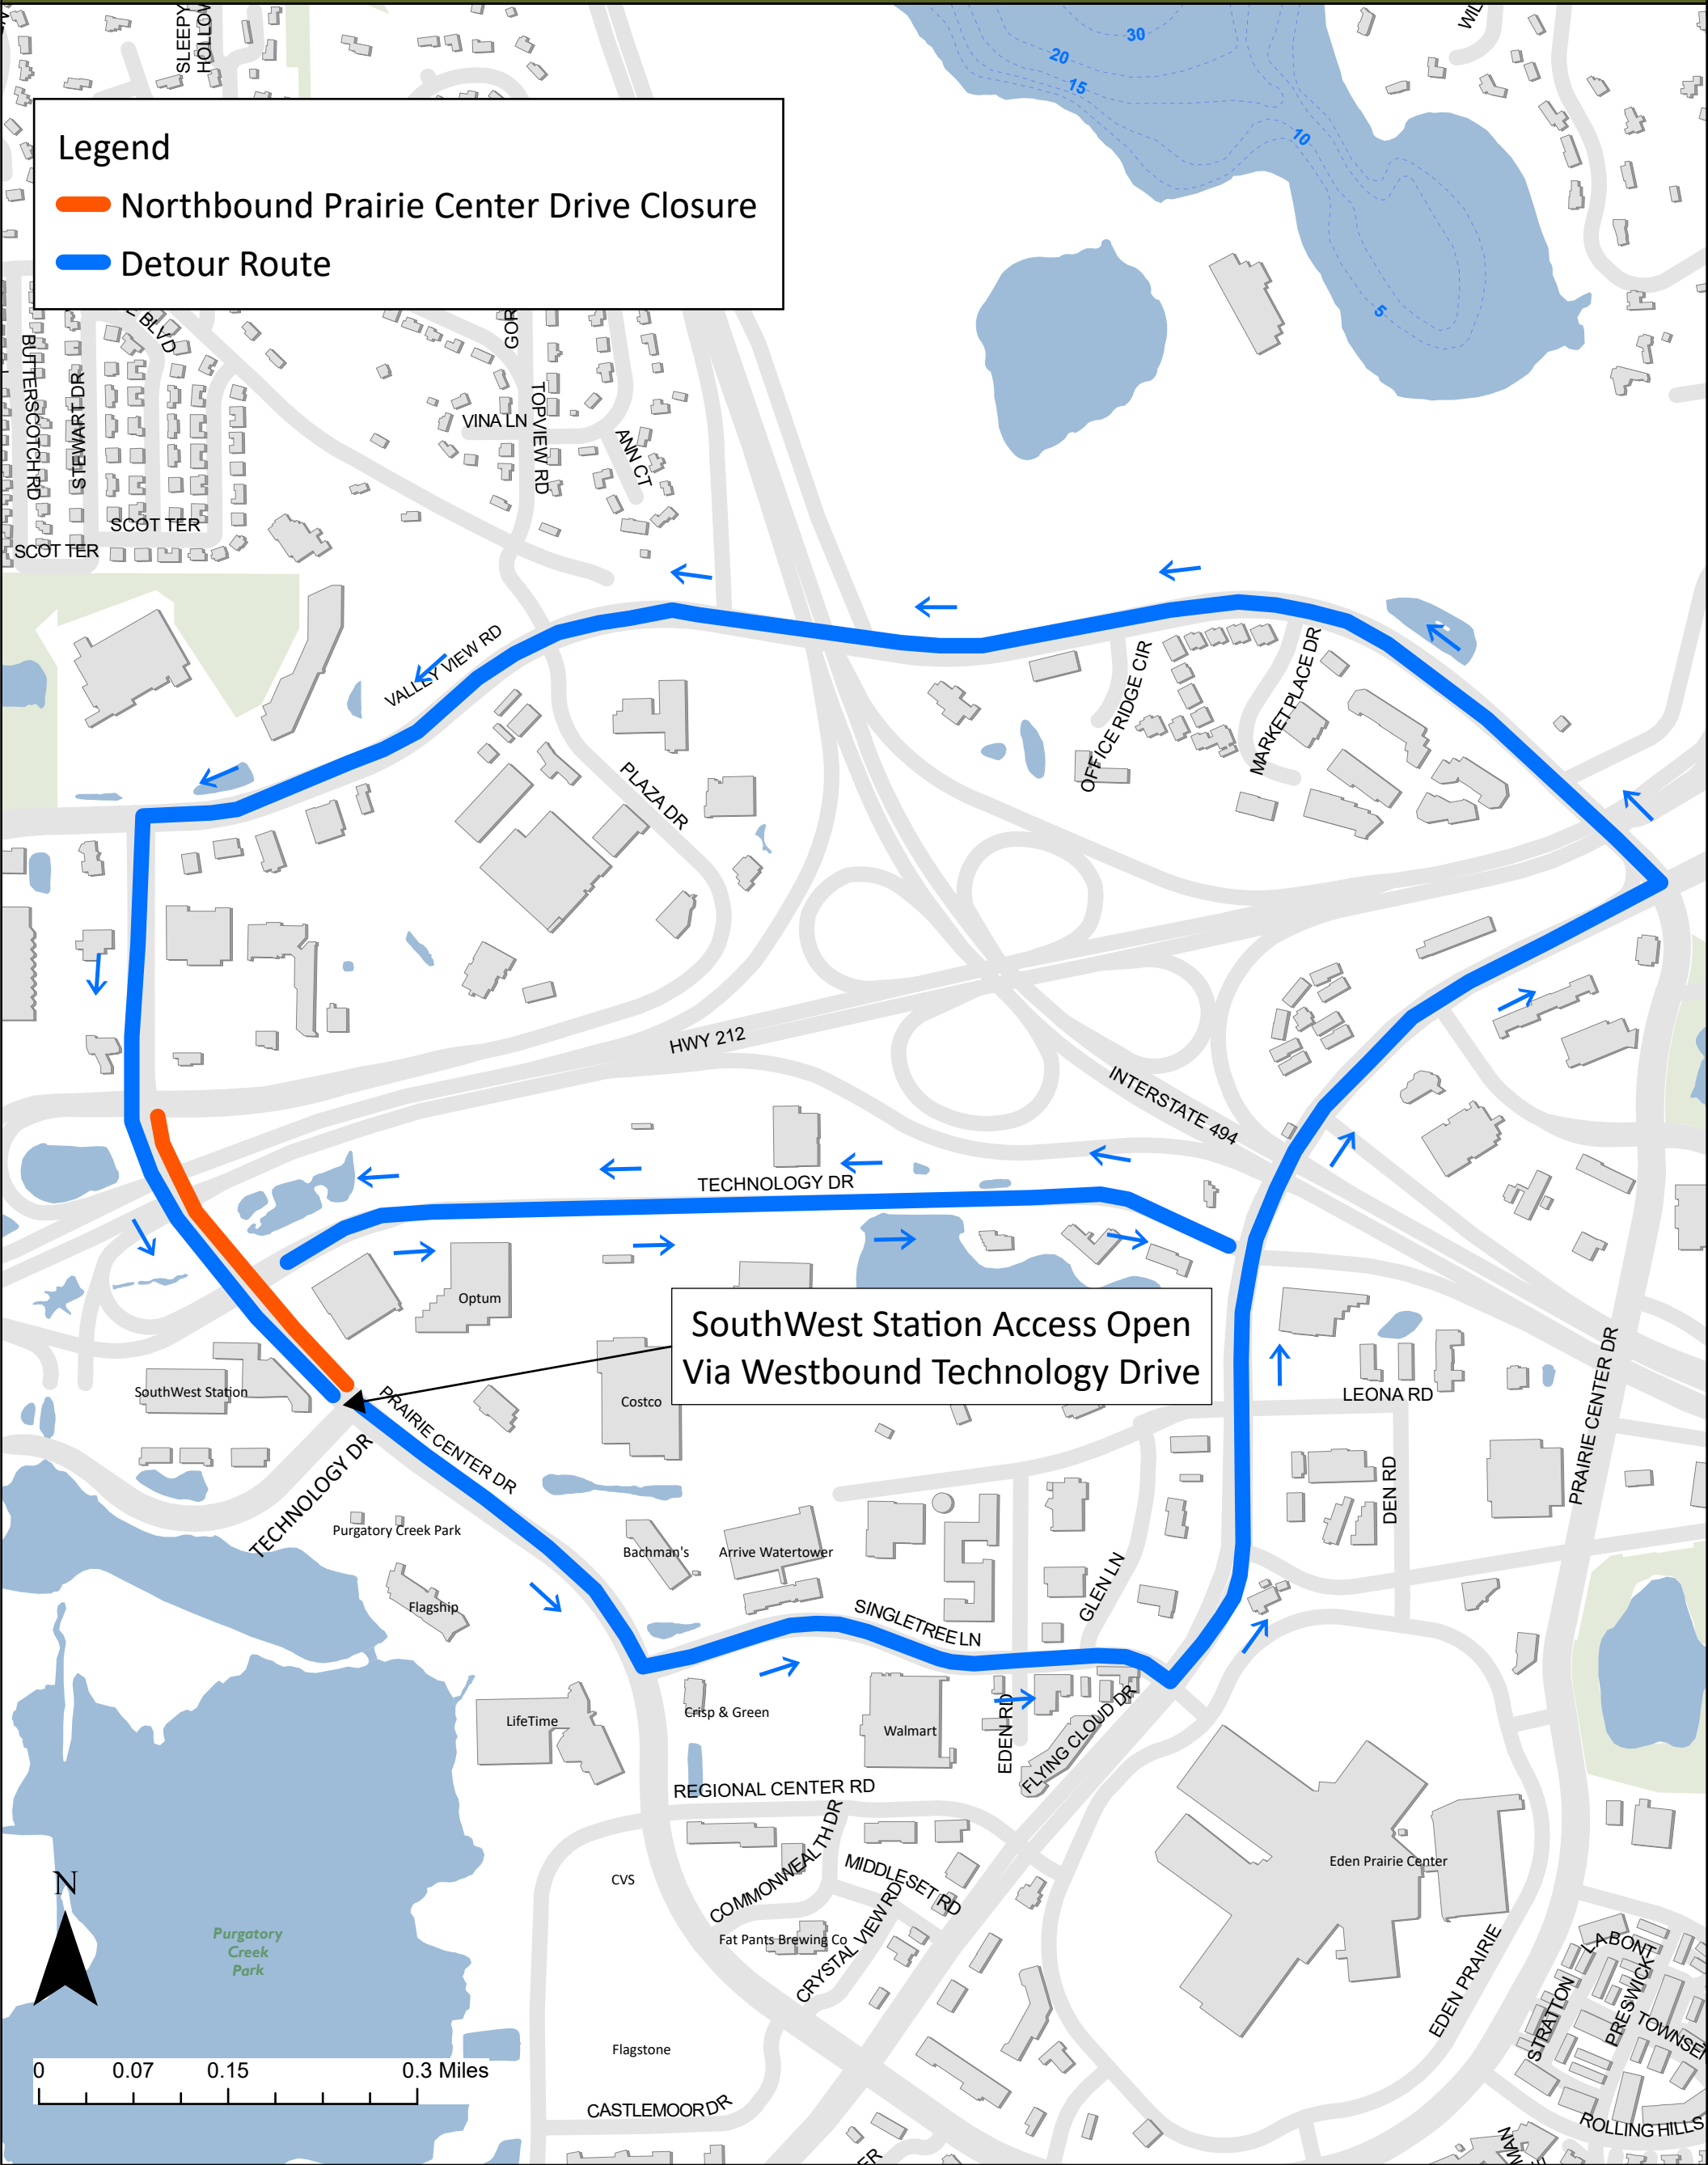 SLEEPY
HOLLOW
30
20
15
10
5
Legend
Northbound Prairie Center Drive Closure
Detour Route
BLVD
BUTTERSCOTCH RD
STEWART DR
SCOT TER
SCOT TER
VINA LN
TOPVIEW RD
ANN CT
VALLEY VIEW RD
PLAZA DR
OFFICE RIDGE CIR
MARKET PLACE DR
HWY 212
INTERSTATE 494
TECHNOLOGY DR
Optum
SouthWest Station Access Open
Via Westbound Technology Drive
SouthWest Station
Costco
PRAIRIE CENTER DR
LEONA RD
PRAIRIE CENTER DR
DEN RD
TECHNOLOGY DR
Purgatory Creek Park
Bachman's
Arrive Watertower
Flagship
SINGLETREE LN
GLEN LN
LifeTime
Crisp & Green
Walmart
EDEN RD
FLYING CLOUD DR
REGIONAL CENTER RD
COMMONWEALTH DR
MIDDLESET RD
CVS
CRYSTAL VIEW RD
Fat Pants Brewing Co
Eden Prairie Center
EDEN PRAIRIE
N
Purgatory
Creek
Park
LA BONT
STRATTON
PRESWICK
Flagstone
0 0.07 0.15 0.3 Miles
CASTLEMOOR DR
ROLLING HILLS